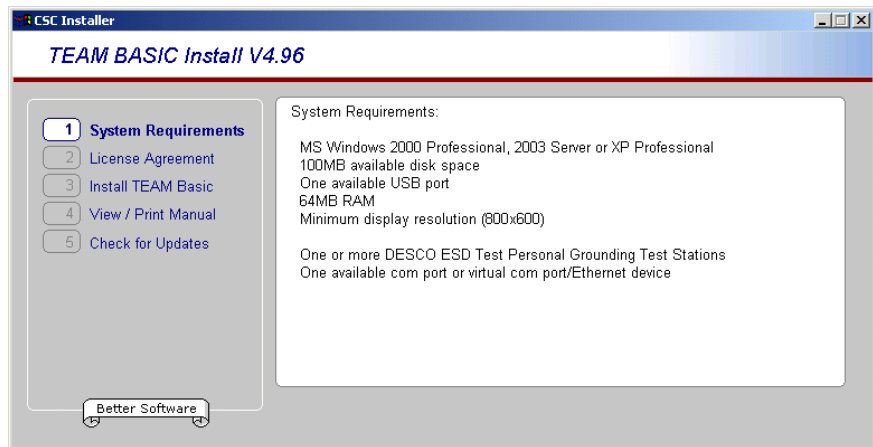 CSC Installer
TEAM BASIC Install V4.96
1 System Requirements
2 License Agreement
3 Install TEAM Basic
4 View / Print Manual
5 Check for Updates
Better Software
System Requirements:
MS Windows 2000 Professional, 2003 Server or XP Professional
100MB available disk space
One available USB port
64MB RAM
Minimum display resolution (800x600)
One or more DESCO ESD Test Personal Grounding Test Stations
One available com port or virtual com port/Ethernet device